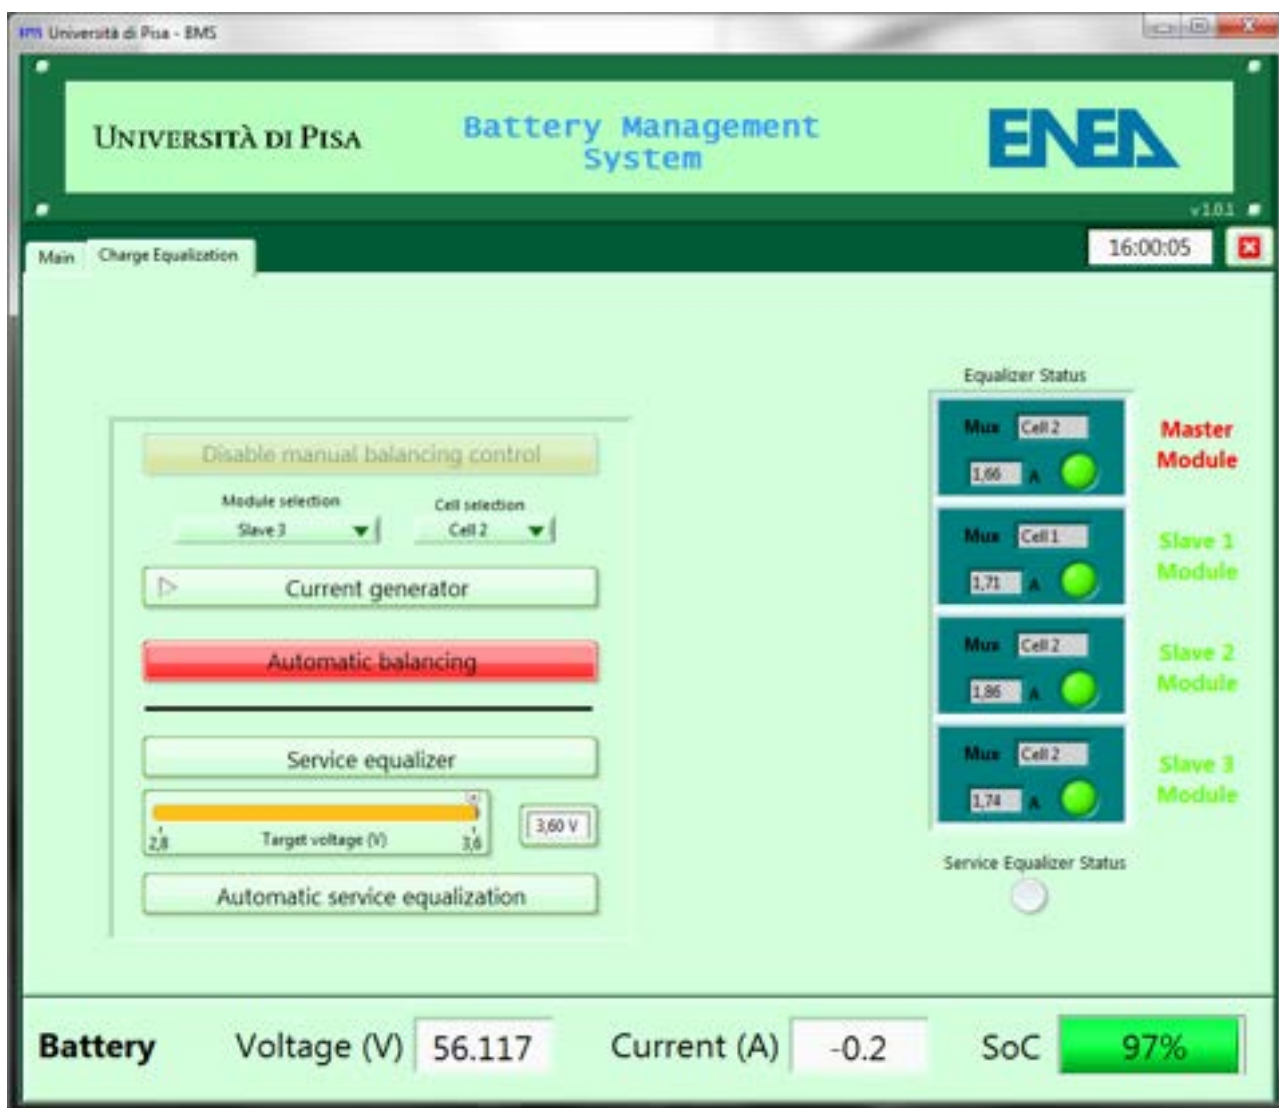 BMS Università di Pisa - BMS
UNIVERSITÀ DI PISA
Battery Management
System
ENEA
v 1.0.1
Main
Charge Equalization
16:00:05
Disable manual balancing control
Module selection
Slave 3
Cell selection
Cell 2
Current generator
Automatic balancing
Service equalizer
2,8
Target voltage (V)
3,6
3,60 V
Automatic service equalization
Equalizer Status
Mux Cell 2
1,66 A
Master
Module
Mux Cell 1
1,71 A
Slave 1
Module
Mux Cell 2
1,86 A
Slave 2
Module
Mux Cell 2
1,74 A
Slave 3
Module
Service Equalizer Status
Battery Voltage (V) 56.117 Current (A) -0.2 SoC 97%